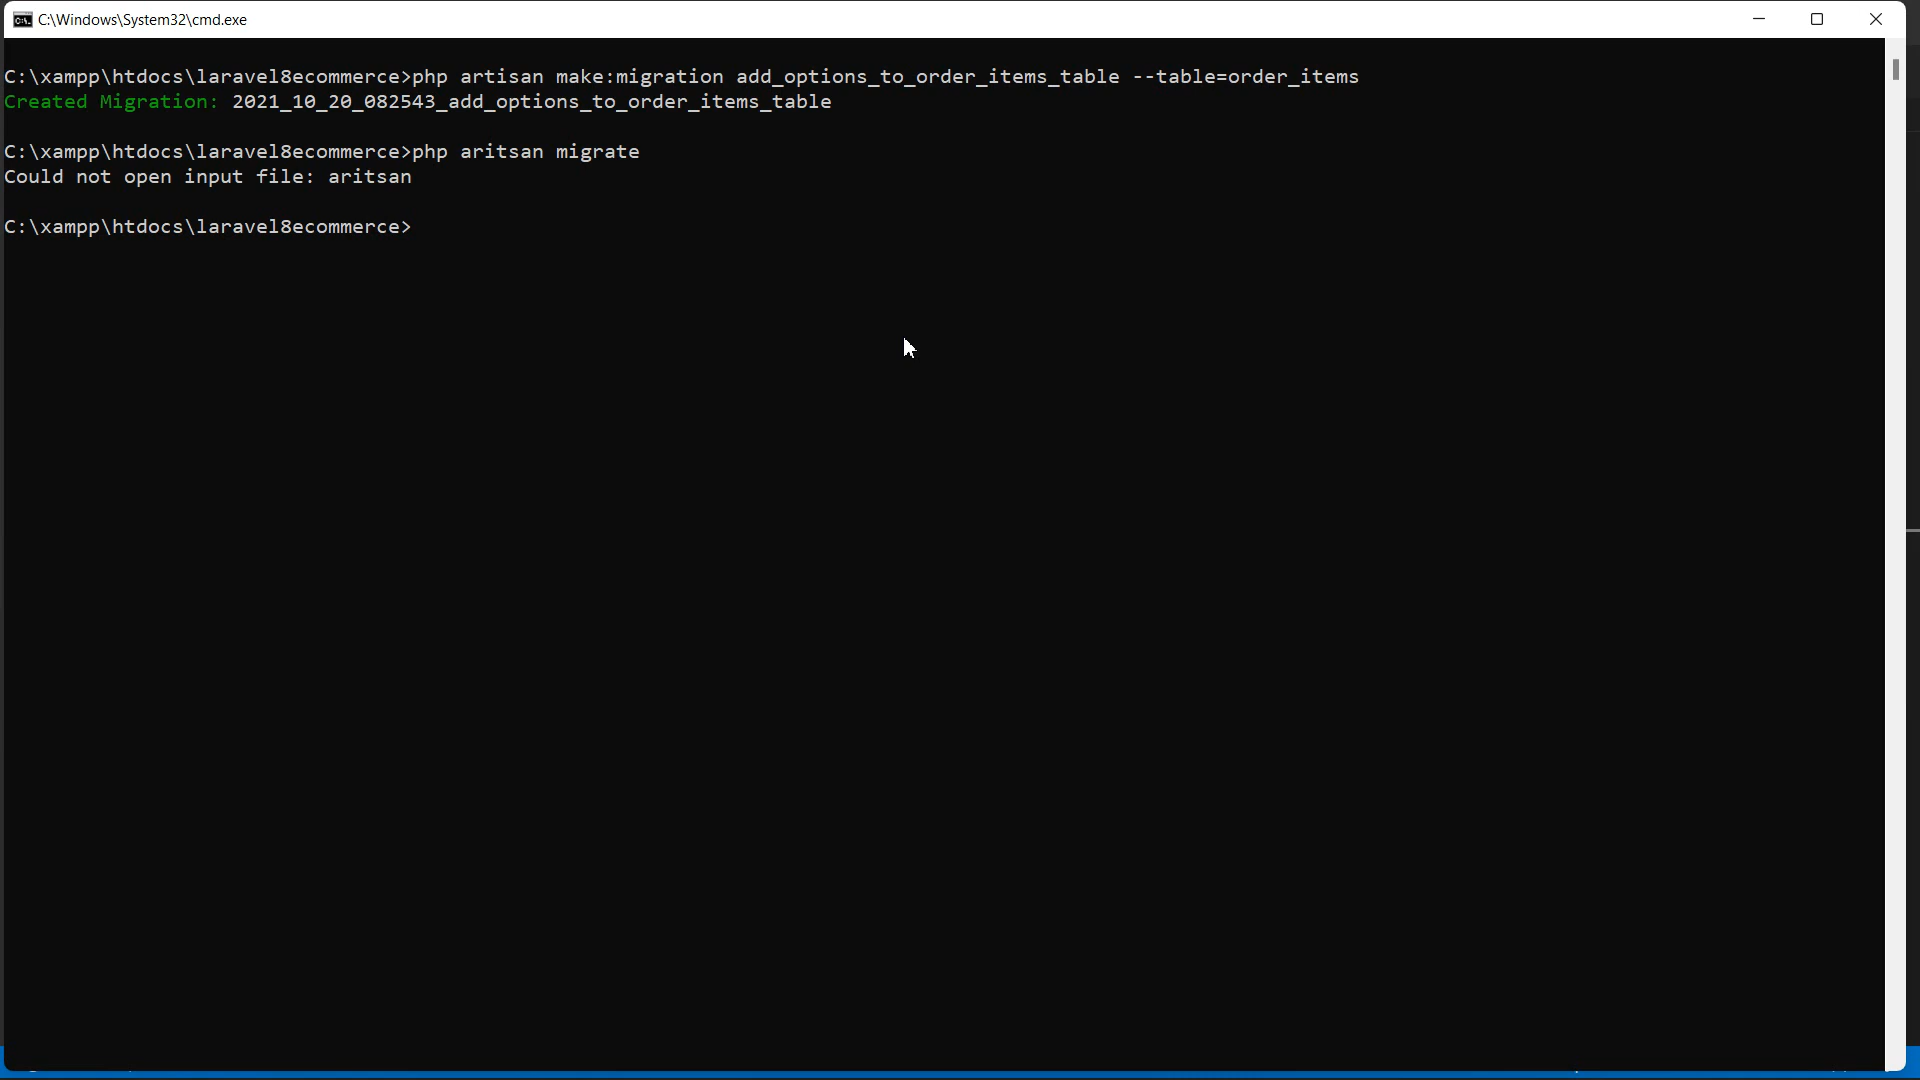 C:\Windows\System32\cmd.exe
C:\xampp\htdocs\laravel8ecommerce>php artisan make:migration add_options_to_order_items_table --table=order_items
Created Migration: 2021_10_20_082543_add_options_to_order_items_table
C:\xampp\htdocs\laravel8ecommerce>php aritsan migrate
Could not open input file: aritsan
C:\xampp\htdocs\laravel8ecommerce>